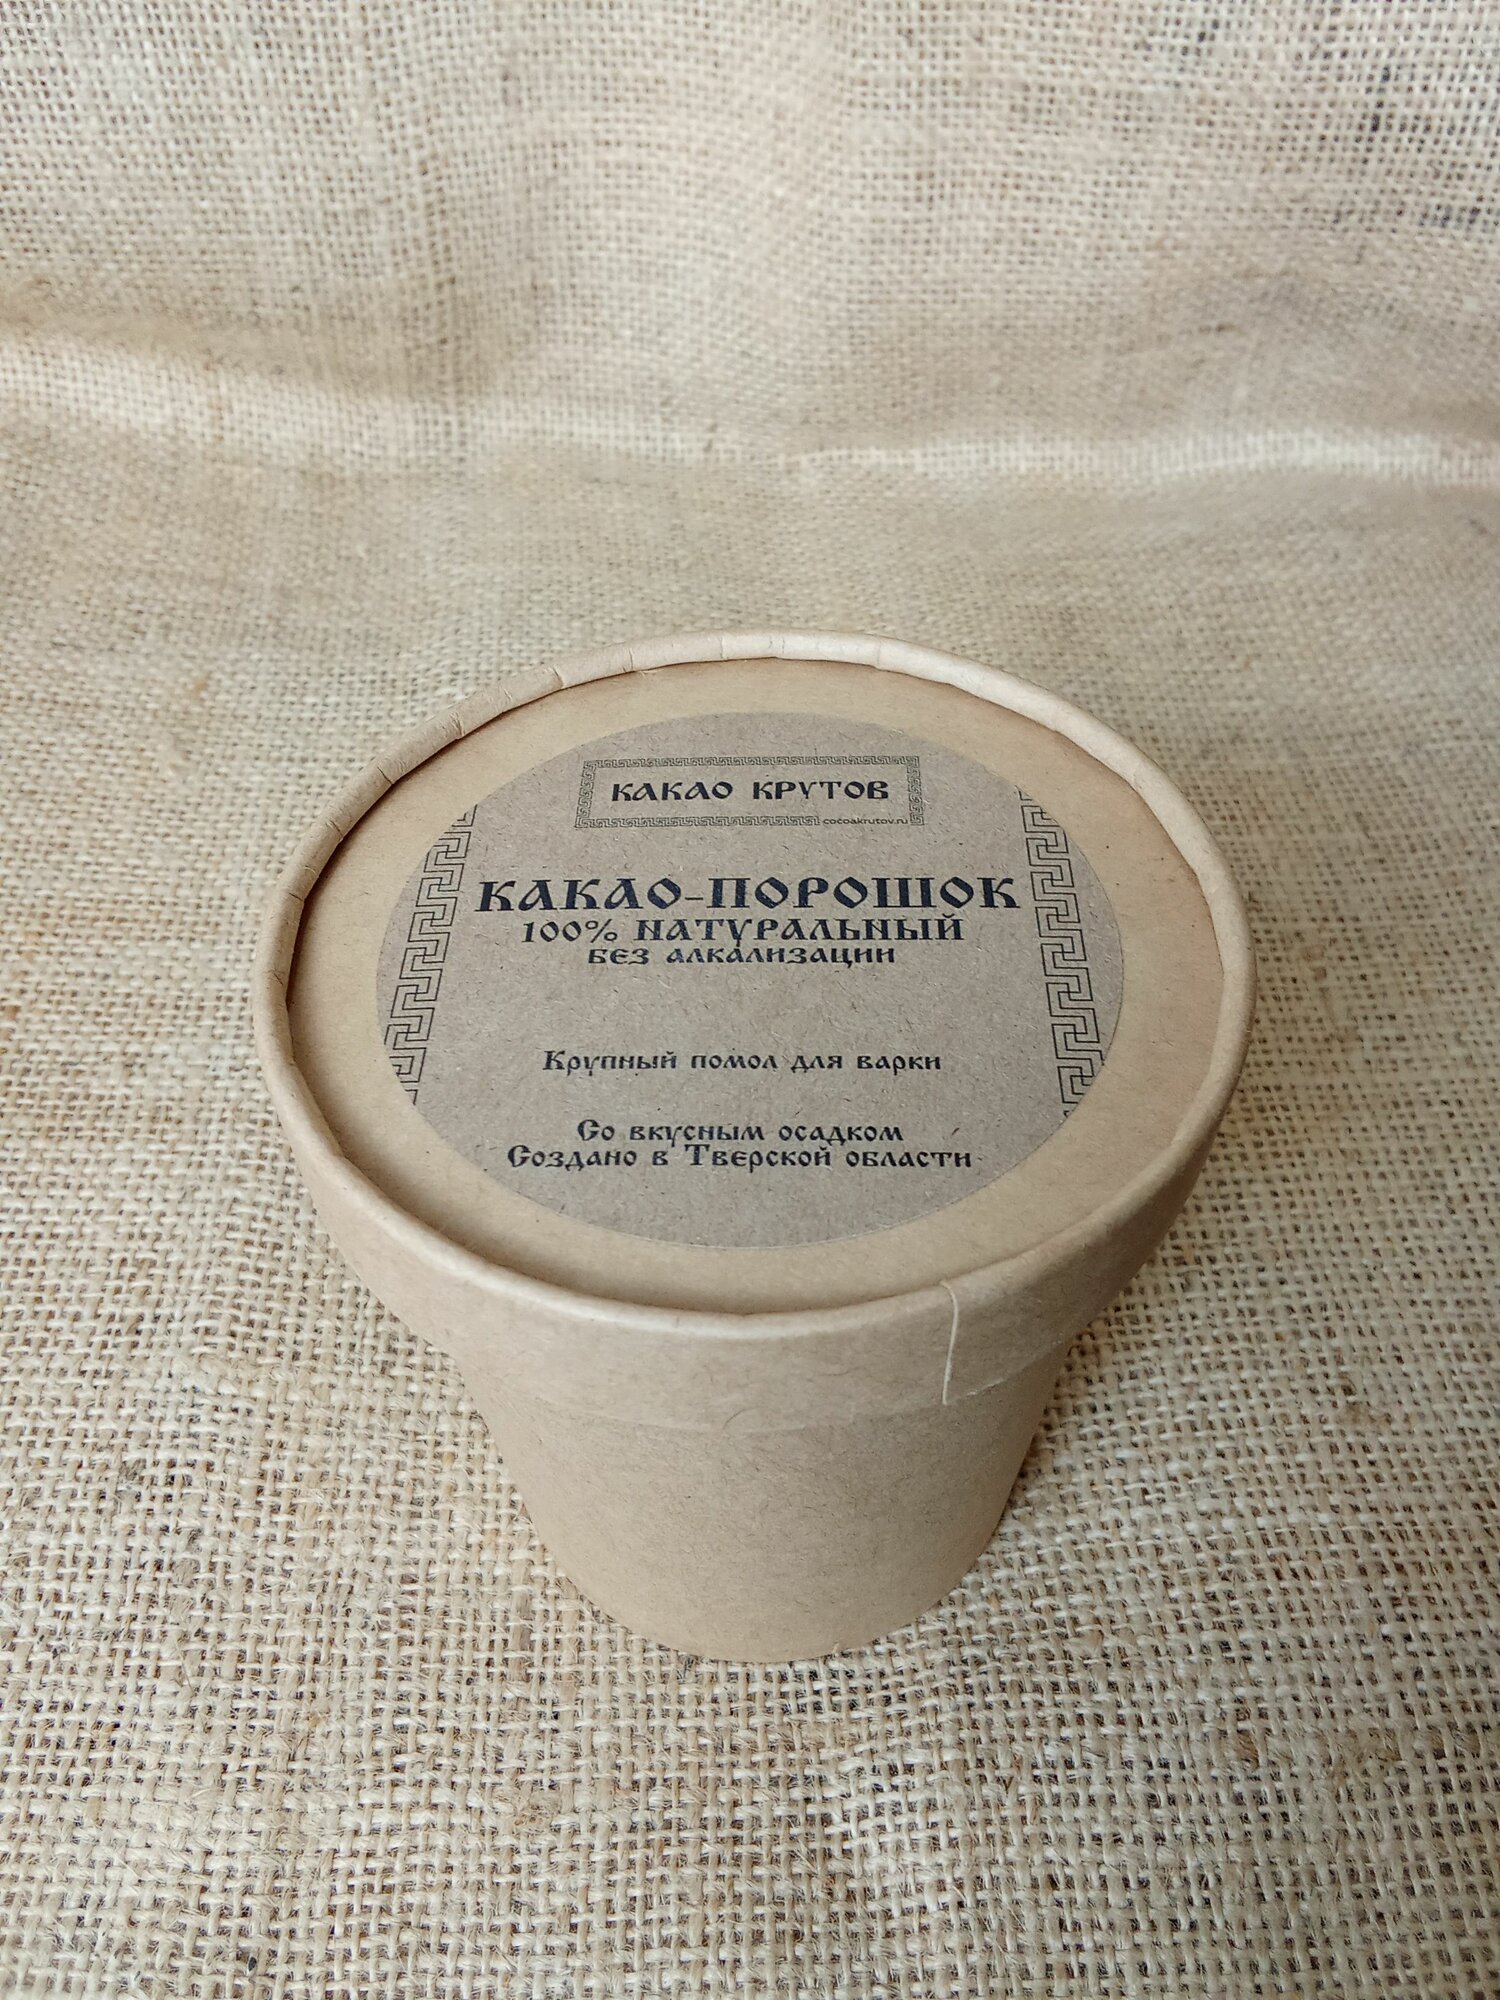 КАКАО КРУТОВ
cocoakrutov.ru
КАКАО-ПОРОШОК
100% НАТУРАЛЬНЫЙ
БЕЗ АЛКАЛИЗАЦИИ
Крупный помол для варки
Со вкусным осадком
Создано в Тверской области